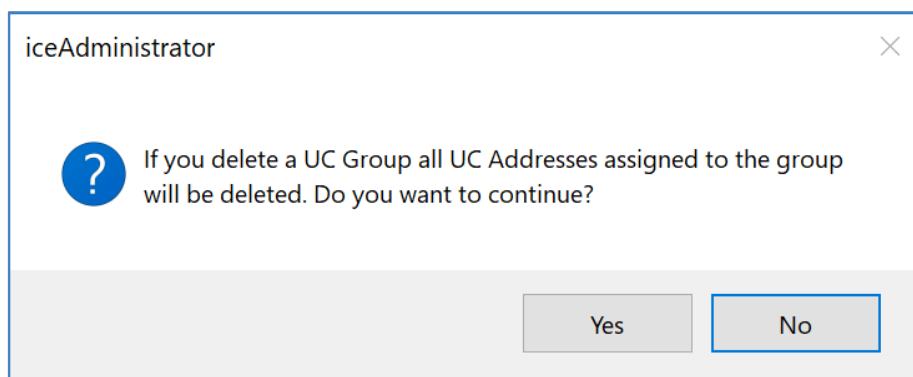 iceAdministrator
If you delete a UC Group all UC Addresses assigned to the group
will be deleted. Do you want to continue?
Yes
No